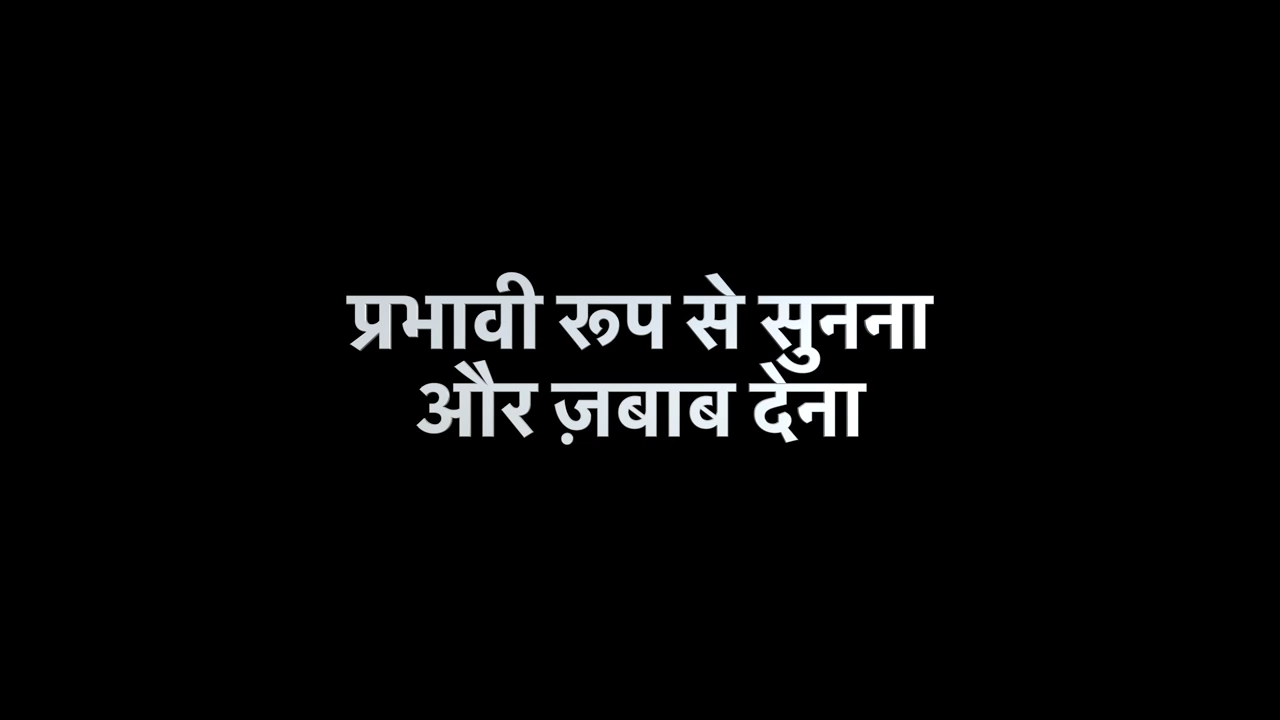 प्रभावी रूप से सुनना
और ज़बाब देना